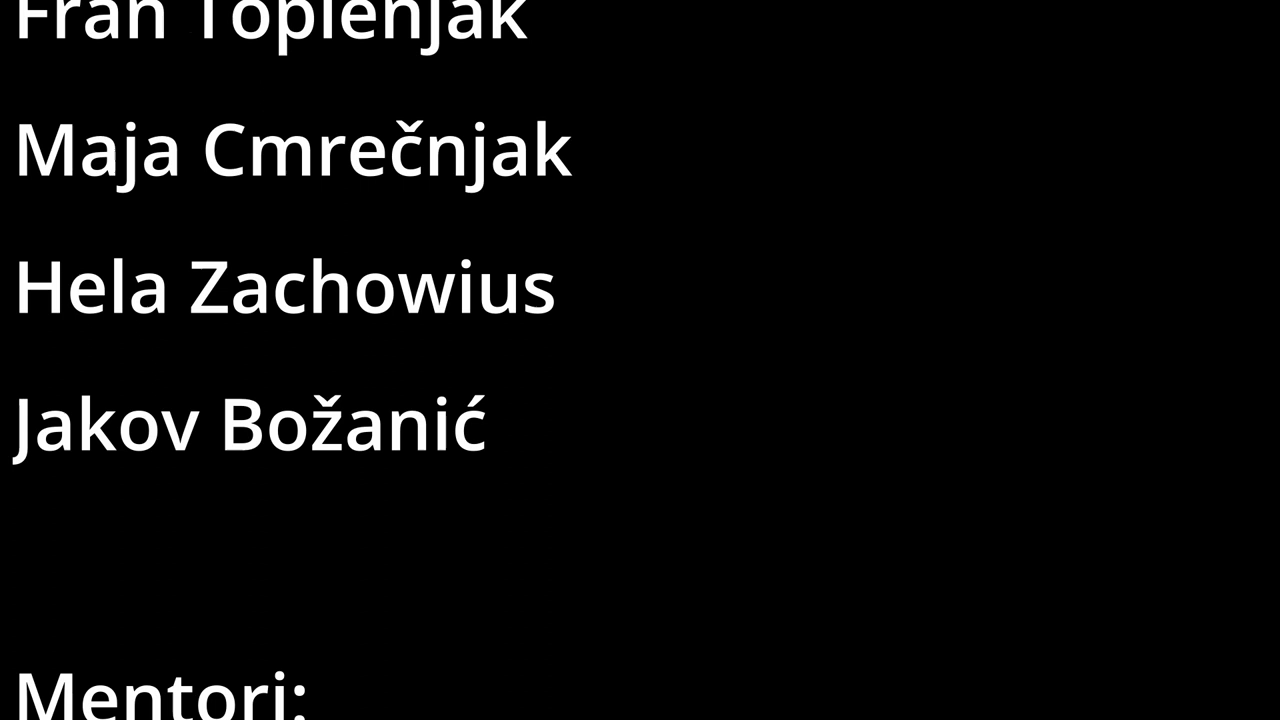 Fran Toplenjak
Maja Cmrečnjak
Hela Zachowius
Jakov Božanić
Mentori: